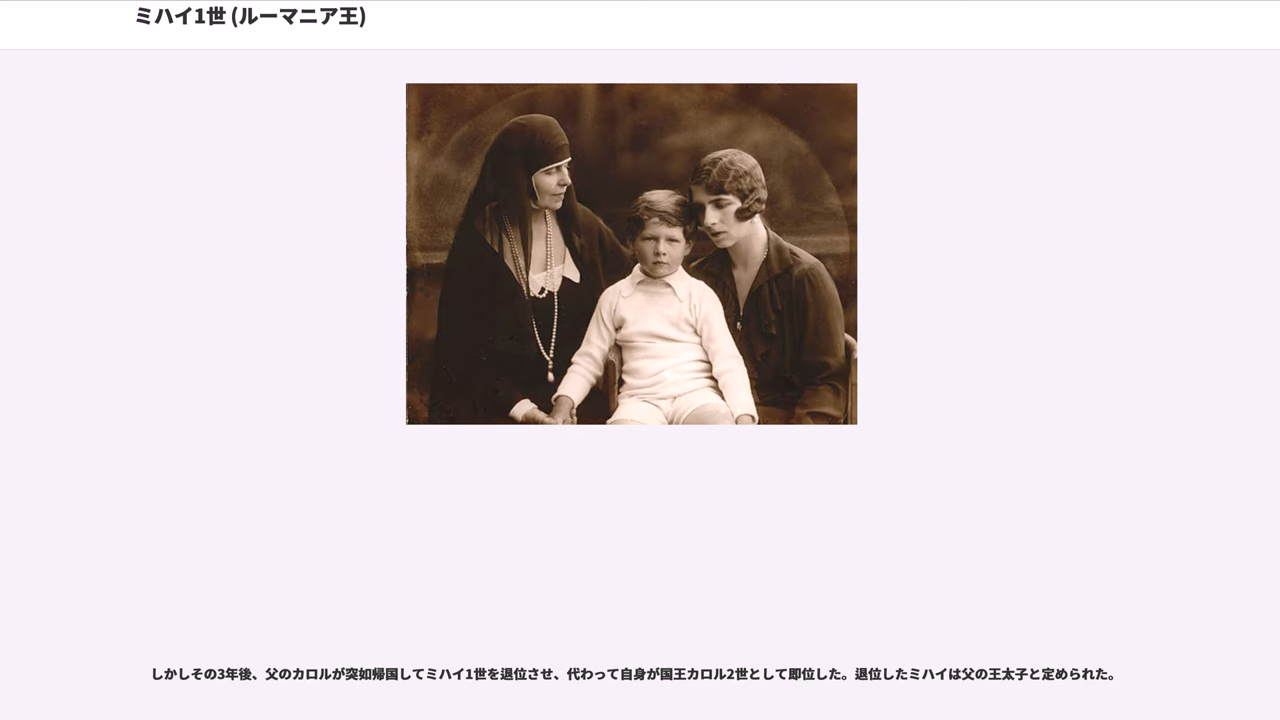 ミハイ1世 (ルーマニア王)
しかしその3年後、父のカロルが突如帰国してミハイ1世を退位させ、代わって自身が国王カロル2世として即位した。退位したミハイは父の王太子と定められた。